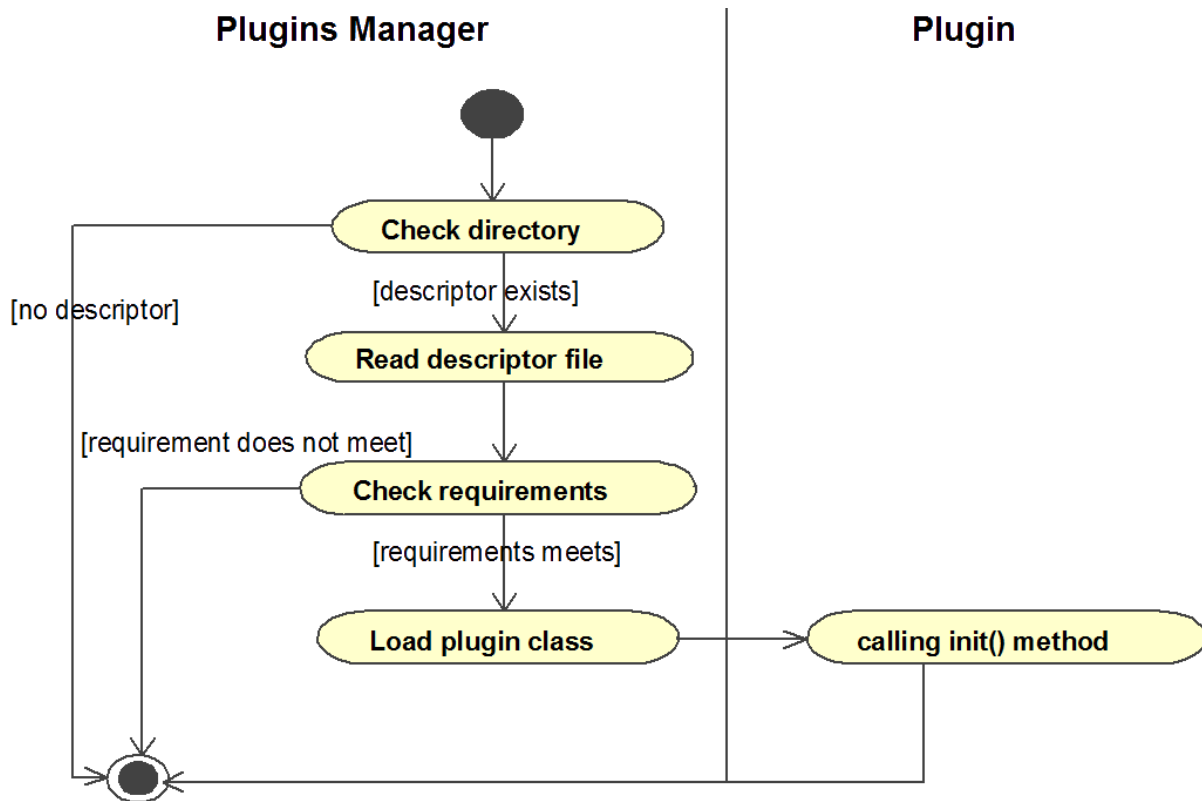 Plugins Manager
Plugin
Check directory
[descriptor exists]
[no descriptor]
Read descriptor file
[requirement does not meet]
Check requirements
[requirements meets]
Load plugin class
calling init() method